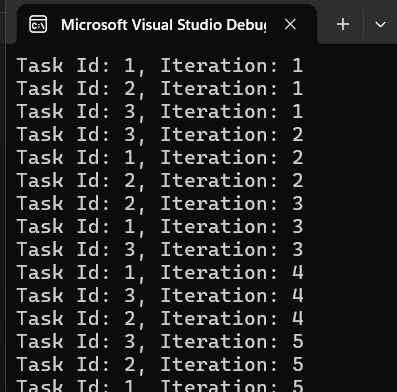 Microsoft Visual Studio Debu
Task Id: 1, Iteration: 1
Task Id: 2, Iteration: 1
Task Id: 3, Iteration: 1
Task Id: 3, Iteration: 2
Task Id: 1, Iteration: 2
Task Id: 2, Iteration: 2
Task Id: 2, Iteration: 3
Task Id: 1, Iteration: 3
Task Id: 3, Iteration: 3
Task Id: 1, Iteration: 4
Task Id: 3, Iteration: 4
Task Id: 2, Iteration: 4
Task Id: 3, Iteration: 5
Task Id: 2, Iteration: 5
Task Id: 1, Iteration: 5